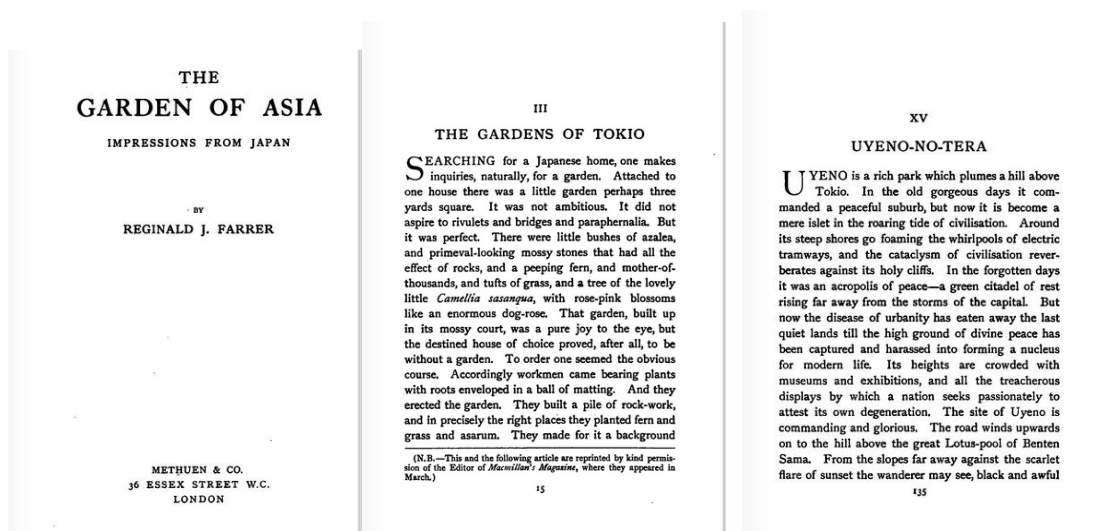 THE
GARDEN OF ASIA
IMPRESSIONS FROM JAPAN
BY
REGINALD J. FARRER
METHUEN & CO.
36 ESSEX STREET W.C.
LONDON
III
THE GARDENS OF TOKIO
SEARCHING for a Japanese home, one makes
inquiries, naturally, for a garden. Attached to
one house there was a little garden perhaps three
yards square. It was not ambitious. It did not
aspire to rivulets and bridges and paraphernalia. But
it was perfect. There were little bushes of azalea,
and primeval-looking mossy stones that had all the
effect of rocks, and a peeping fern, and mother-of-
thousands, and tufts of grass, and a tree of the lovely
little Camellia sasanqua, with rose-pink blossoms
like an enormous dog-rose. That garden, built up
in its mossy court, was a pure joy to the eye, but
the destined house of choice proved, after all, to be
without a garden. To order one seemed the obvious
course. Accordingly workmen came bearing plants
with roots enveloped in a ball of matting. And they
erected the garden. They built a pile of rock-work,
and in precisely the right places they planted fern and
grass and asarum. They made for it a background
(N.B.—This and the following article are reprinted by kind permis-
sion of the Editor of Macmillan's Magazine, where they appeared in
March.)
15
XV
UYENO-NO-TERA
UYENO is a rich park which plumes a hill above
Tokio. In the old gorgeous days it com-
manded a peaceful suburb, but now it is become a
mere islet in the roaring tide of civilisation. Around
its steep shores go foaming the whirlpools of electric
tramways, and the cataclysm of civilisation rever-
berates against its holy cliffs. In the forgotten days
it was an acropolis of peace—a green citadel of rest
rising far away from the storms of the capital. But
now the disease of urbanity has eaten away the last
quiet lands till the high ground of divine peace has
been captured and harassed into forming a nucleus
for modern life. Its heights are crowded with
museums and exhibitions, and all the treacherous
displays by which a nation seeks passionately to
attest its own degeneration. The site of Uyeno is
commanding and glorious. The road winds upwards
on to the hill above the great Lotus-pool of Benten
Sama. From the slopes far away against the scarlet
flare of sunset the wanderer may see, black and awful
135